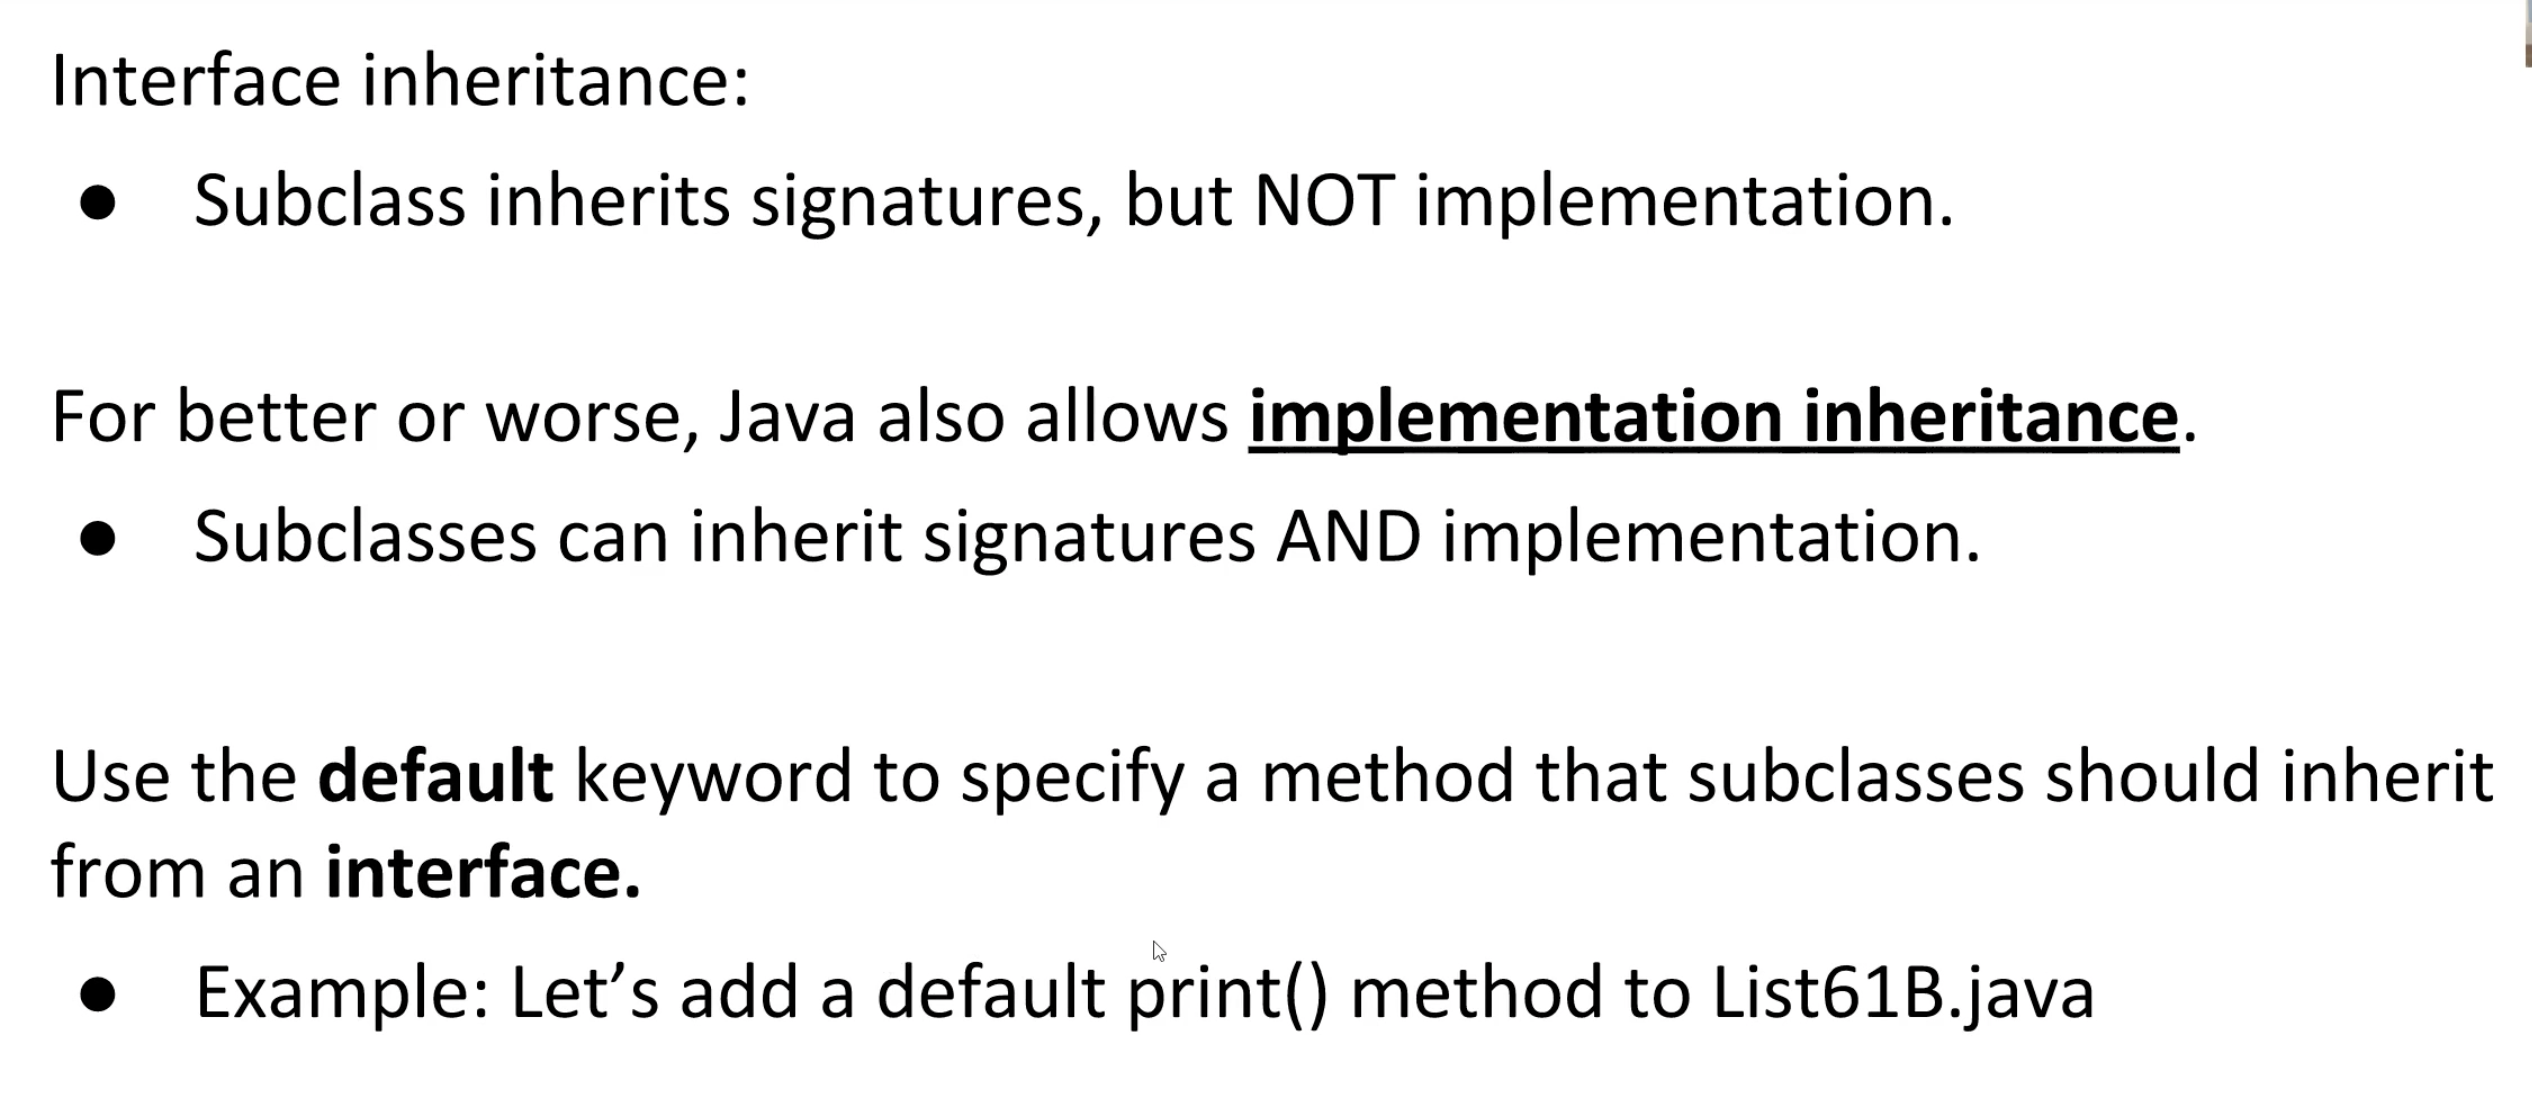 Interface inheritance:
● Subclass inherits signatures, but NOT implementation.
For better or worse, Java also allows implementation inheritance.
● Subclasses can inherit signatures AND implementation.
Use the default keyword to specify a method that subclasses should inherit
from an interface.
● Example: Let’s add a default print() method to List61B.java